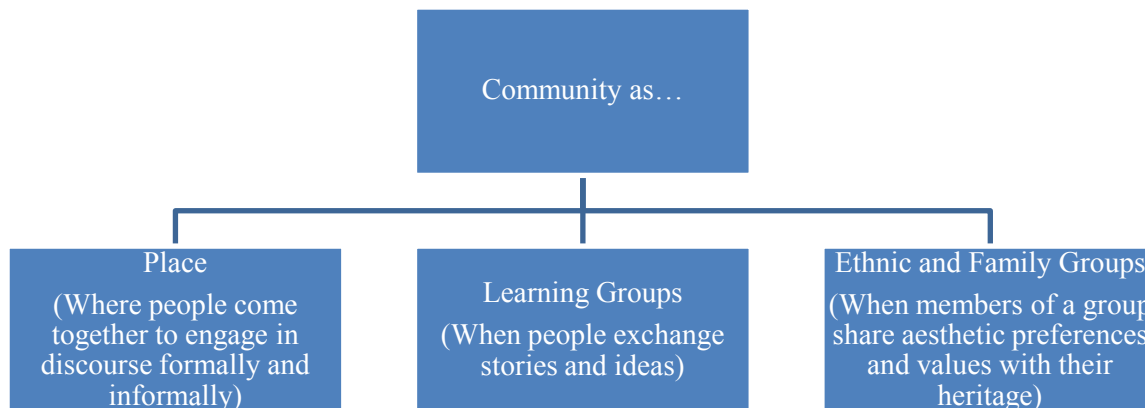 Community as…
Place
(Where people come
together to engage in
discourse formally and
informally)
Learning Groups
(When people exchange
stories and ideas)
Ethnic and Family Groups
(When members of a group
share aesthetic preferences
and values with their
heritage)